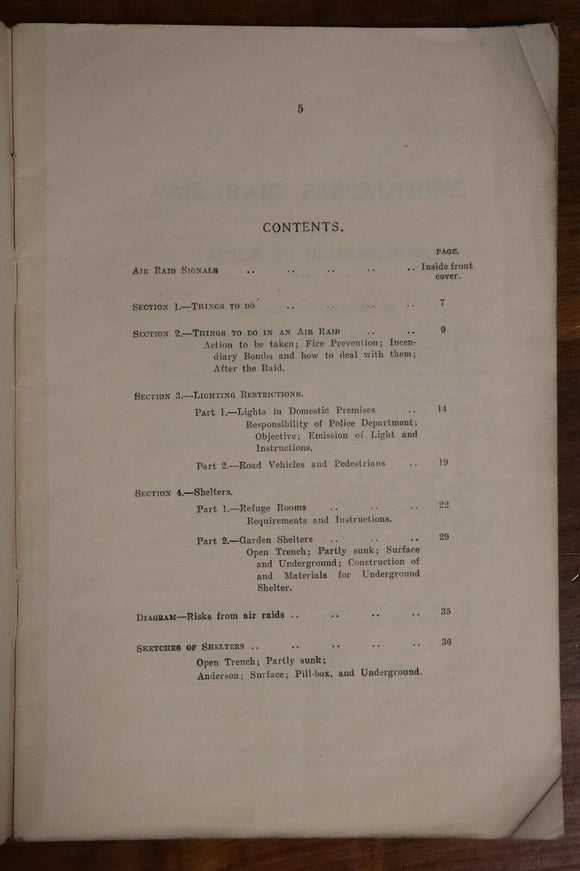 5
CONTENTS.
PAGE.
AIR RAID SIGNALS .. .. .. .. .. Inside front
cover.
SECTION 1.—THINGS TO DO .. .. .. .. 7
SECTION 2.—THINGS TO DO IN AN AIR RAID .. .. 9
Action to be taken; Fire Prevention; Incen-
diary Bombs and how to deal with them;
After the Raid.
SECTION 3.—LIGHTING RESTRICTIONS.
Part 1.—Lights in Domestic Premises .. 14
Responsibility of Police Department;
Objective; Emission of Light and
Instructions.
Part 2.—Road Vehicles and Pedestrians .. 19
SECTION 4.—Shelters.
Part 1.—Refuge Rooms .. .. .. 22
Requirements and Instructions.
Part 2.—Garden Shelters .. .. .. 29
Open Trench; Partly sunk; Surface
and Underground; Construction of
and Materials for Underground
Shelter.
DIAGRAM—Risks from air raids .. .. .. .. 35
SKETCHES OF SHELTERS .. .. .. .. .. 36
Open Trench; Partly sunk;
Anderson; Surface; Pill-box, and Underground.